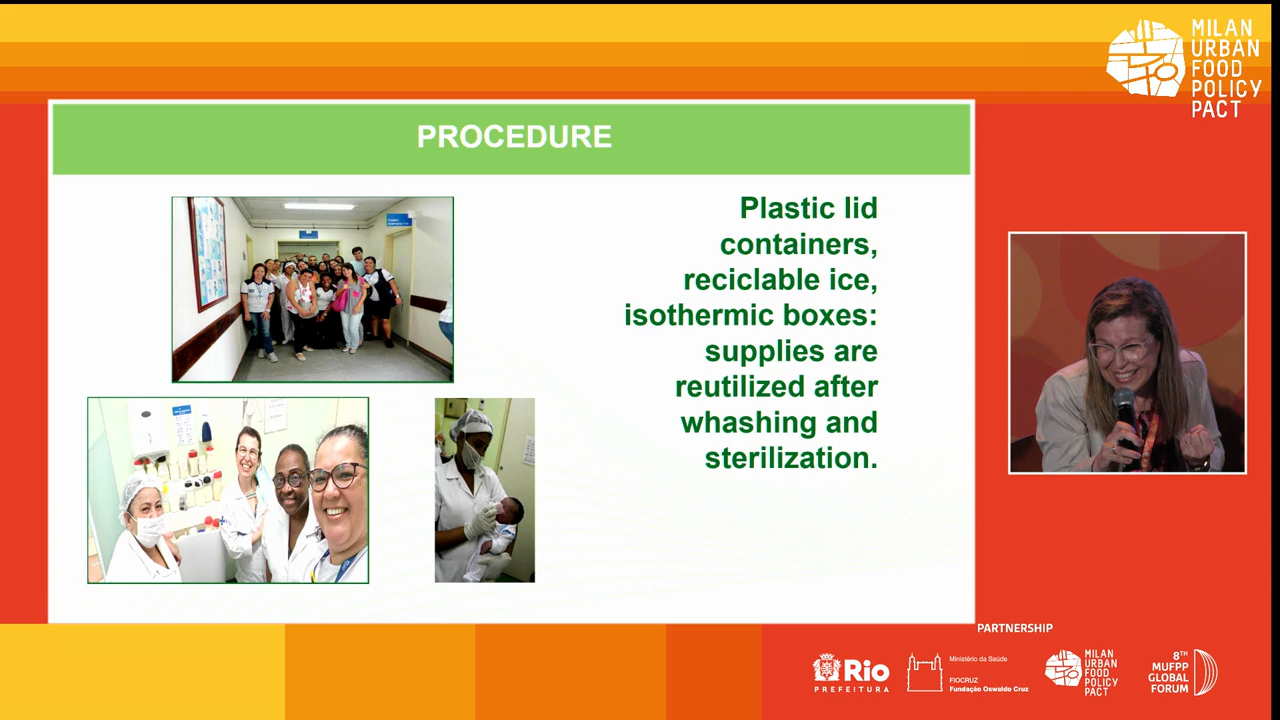 MILAN
URBAN
FOOD
POLICY
PACT
PROCEDURE
Plastic lid
containers,
reciclable ice,
isothermic boxes:
supplies are
reutilized after
whashing and
sterilization.
PARTNERSHIP
Rio
PREFEITURA
Ministério da Saúde
FIOCRUZ
Fundação Oswaldo Cruz
MILAN
URBAN
FOOD
POLICY
PACT
8TH
MUFPP
GLOBAL
FORUM